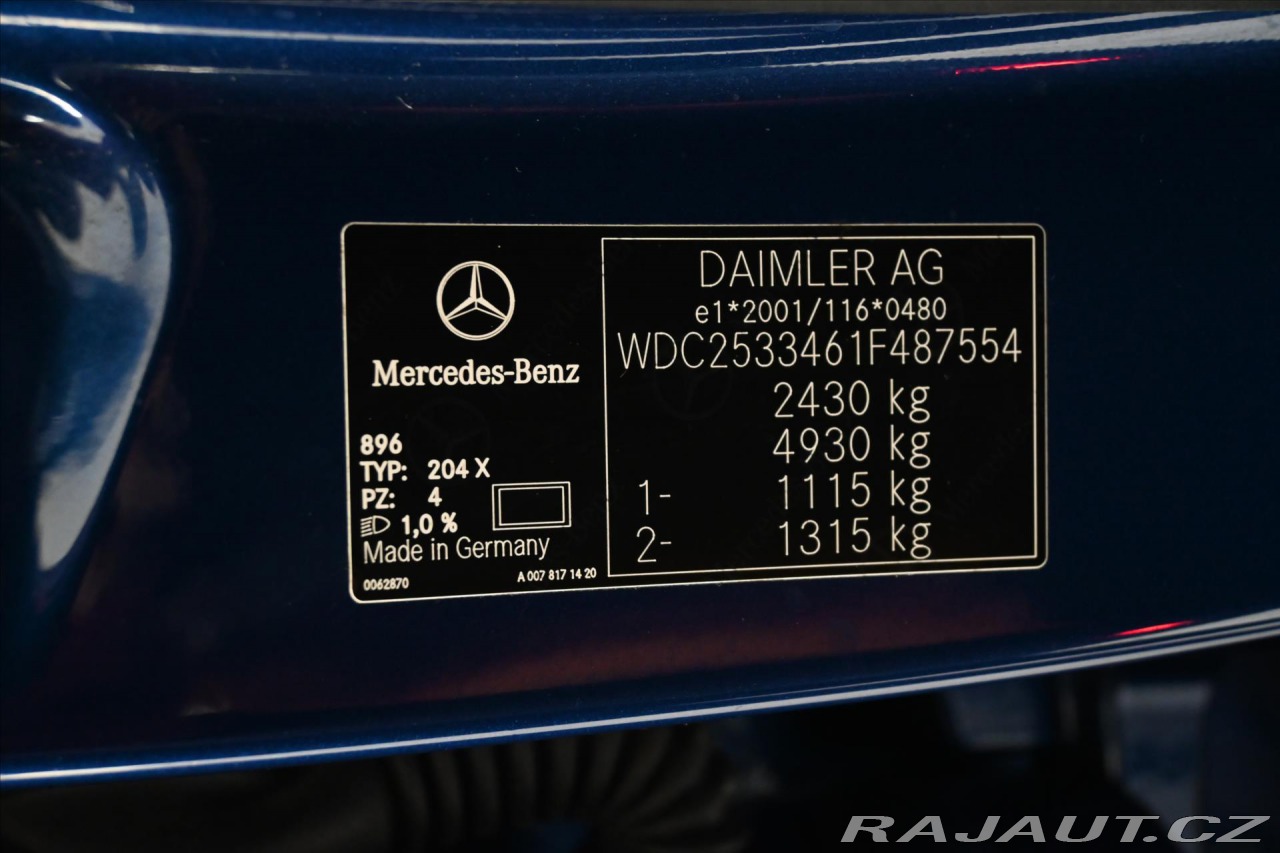 Mercedes-Benz
896
TYP: 204 X
PZ: 4
1,0 %
Made in Germany
0062870
A 007 817 14 20
DAIMLER AG
e1*2001/116*0480
WDC2533461F487554
2430 kg
4930 kg
1- 1115 kg
2- 1315 kg
RAJAUT.CZ